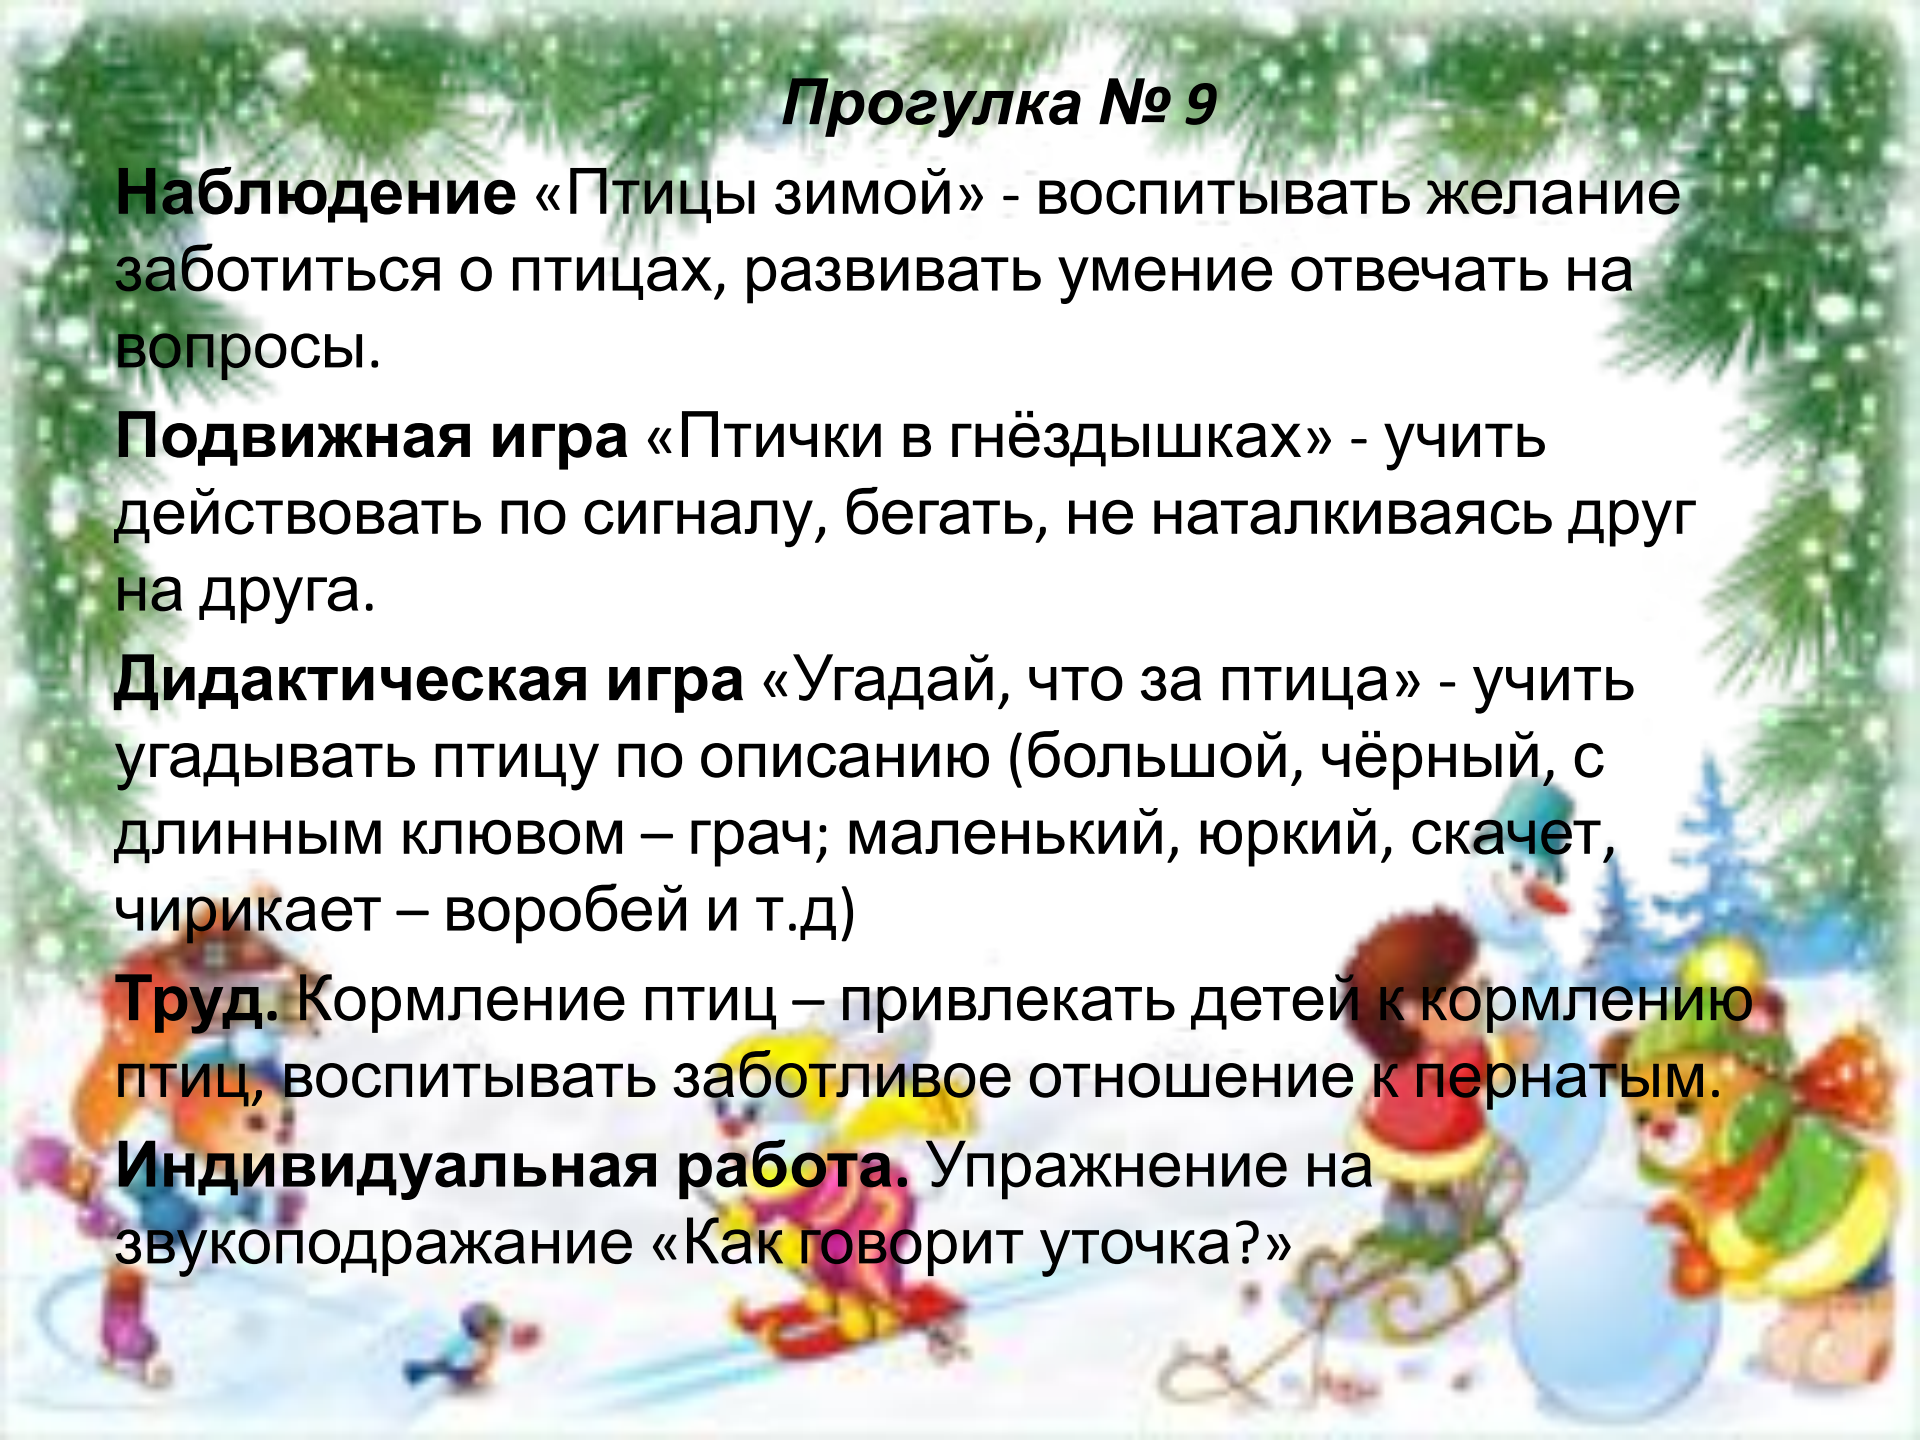 Прогулка № 9
Наблюдение «Птицы зимой» - воспитывать желание
заботиться о птицах, развивать умение отвечать на
вопросы.
Подвижная игра «Птички в гнёздышках» - учить
действовать по сигналу, бегать, не наталкиваясь друг
на друга.
Дидактическая игра «Угадай, что за птица» - учить
угадывать птицу по описанию (большой, чёрный, с
длинным клювом – грач; маленький, юркий, скачет,
чирикает – воробей и т.д)
Труд. Кормление птиц – привлекать детей к кормлению
птиц, воспитывать заботливое отношение к пернатым.
Индивидуальная работа. Упражнение на
звукоподражание «Как говорит уточка?»